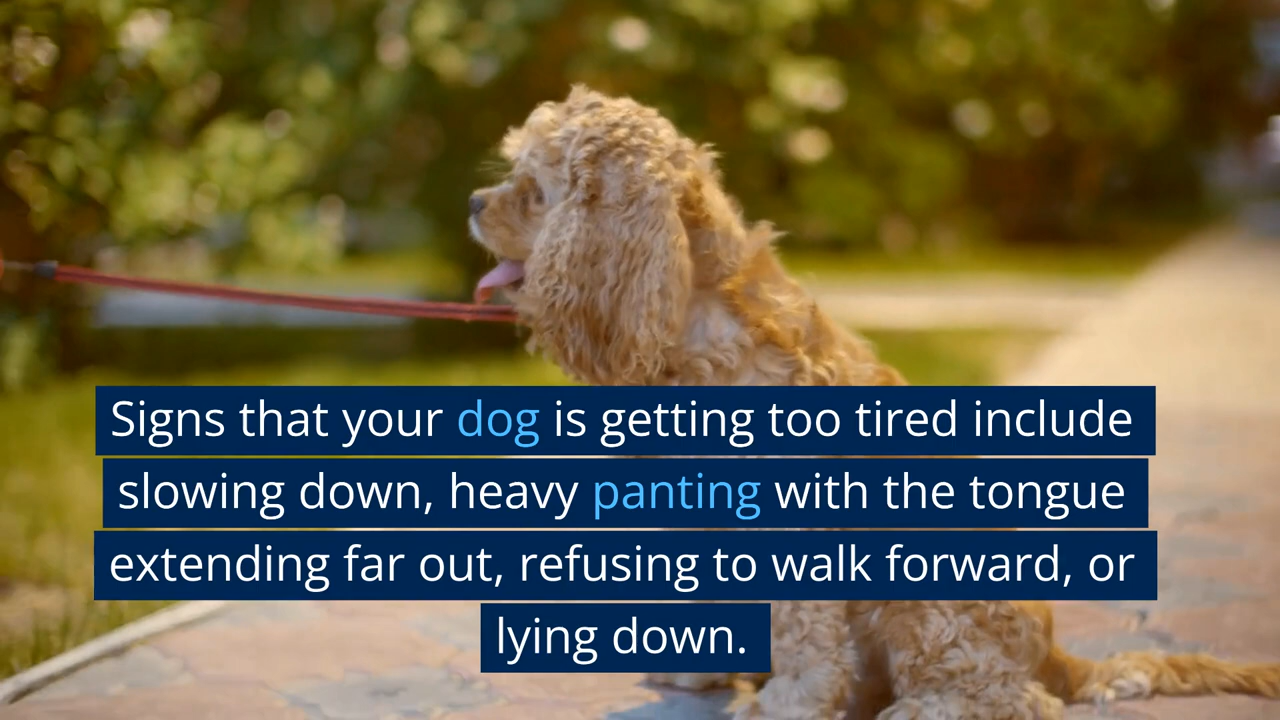 Signs that your dog is getting too tired include
slowing down, heavy panting with the tongue
extending far out, refusing to walk forward, or
lying down.